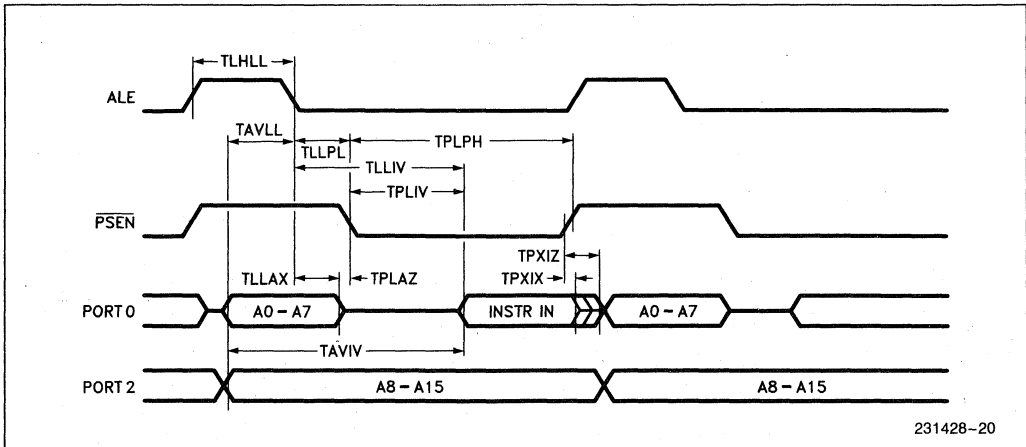 TLHLL
ALE
TAVLL
TLLPL
TPLPH
TLLIV
TPLIV
PSEN
TPXIZ
TLLAX
TPLAZ
TPXIX
PORT 0
A0 – A7
INSTR IN
A0 – A7
TAVIV
PORT 2
A8 – A15
A8 – A15
231428–20